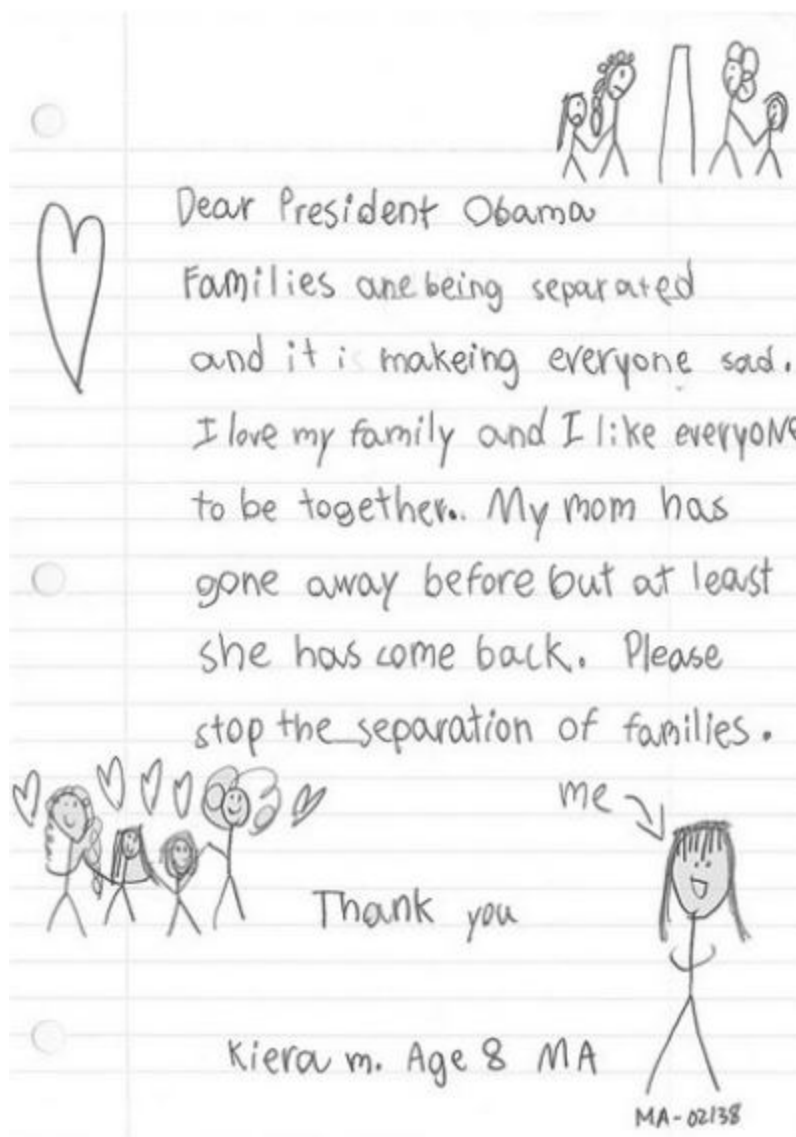 Dear President Obama
Families are being separated
and it is makeing everyone sad.
I love my family and I like everyone
to be together.. My mom has
gone away before but at least
she has come back. Please
stop the separation of families.
me
Thank you
Kiera m. Age 8 MA
MA-02138